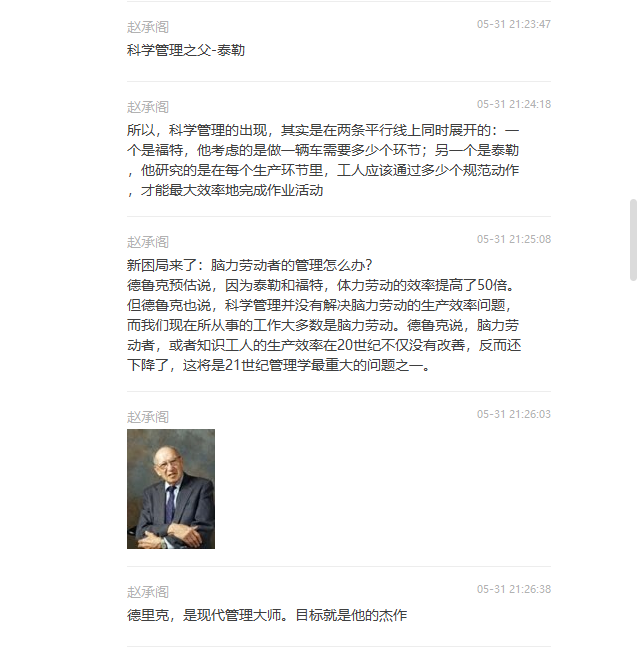 赵承阁 05-31 21:23:47
科学管理之父-泰勒
赵承阁 05-31 21:24:18
所以，科学管理的出现，其实是在两条平行线上同时展开的：一
个是福特，他考虑的是做一辆车需要多少个环节；另一个是泰勒
，他研究的是在每个生产环节里，工人应该通过多少个规范动作
，才能最大效率地完成作业活动
赵承阁 05-31 21:25:08
新困局来了：脑力劳动者的管理怎么办？
德鲁克预估说，因为泰勒和福特，体力劳动的效率提高了50倍。
但德鲁克也说，科学管理并没有解决脑力劳动的生产效率问题，
而我们现在所从事的工作大多数是脑力劳动。德鲁克说，脑力劳
动者，或者知识工人的生产效率在20世纪不仅没有改善，反而还
下降了，这将是21世纪管理学最重大的问题之一。
赵承阁 05-31 21:26:03
赵承阁 05-31 21:26:38
德里克，是现代管理大师。目标就是他的杰作